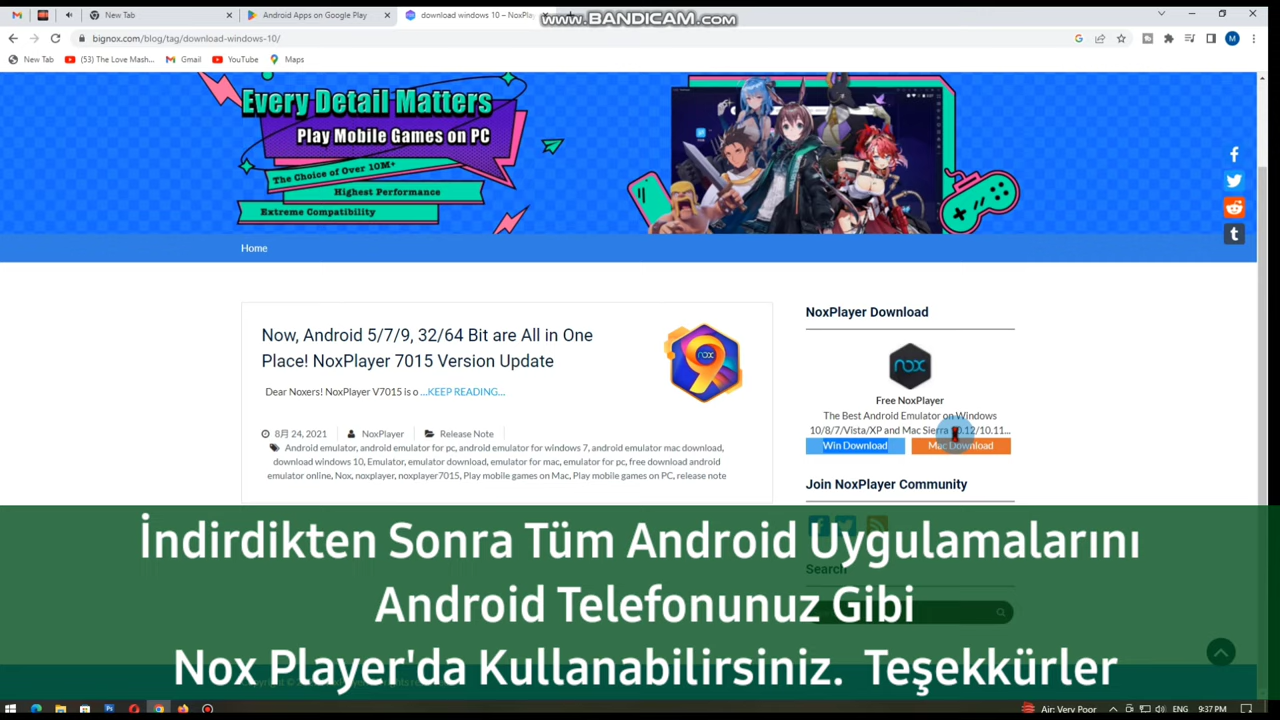 New Tab
Android Apps on Google Play
download windows 10 – NoxPla
www.BANDICAM.com
bignox.com/blog/tag/download-windows-10/
M
New Tab
(53) The Love Mash...
Gmail
YouTube
Maps
Every Detail Matters
Play Mobile Games on PC
The Choice of Over 10M+
Highest Performance
Extreme Compatibility
Home
Now, Android 5/7/9, 32/64 Bit are All in One
Place! NoxPlayer 7015 Version Update
Dear Noxers! NoxPlayer V7015 is o ...KEEP READING...
8月 24, 2021
NoxPlayer
Release Note
Android emulator, android emulator for pc, android emulator for windows 7, android emulator mac download,
download windows 10, Emulator, emulator download, emulator for mac, emulator for pc, free download android
emulator online, Nox, noxplayer, noxplayer7015, Play mobile games on Mac, Play mobile games on PC, release note
NoxPlayer Download
nox
Free NoxPlayer
The Best Android Emulator on Windows
10/8/7/Vista/XP and Mac Sierra 10.12/10.11...
Win Download
Mac Download
Join NoxPlayer Community
Search
İndirdikten Sonra Tüm Android Uygulamalarını
Android Telefonunuz Gibi
Nox Player'da Kullanabilirsiniz. Teşekkürler
Air: Very Poor
ENG
9:37 PM